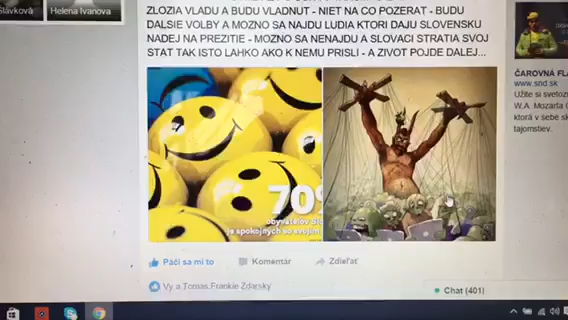 Slávková
Helena Ivanova
ZLOZIA VLADU A BUDU VLADNUT - NIET NA CO POZERAT - BUDU
DALSIE VOLBY A MOZNO SA NAJDU LUDIA KTORI DAJU SLOVENSKU
NADEJ NA PREZITIE - MOZNO SA NENAJDU A SLOVACI STRATIA SVOJ
STAT TAK ISTO LAHKO AKO K NEMU PRISLI - A ZIVOT POJDE DALEJ...
70%
obyvateľov
je spokojných so svojím
Páči sa mi to
Komentár
Zdieľať
Vy a Tomas Frankie Zdarsky
ČAROVNÁ FL
www.snd.sk
Užite si svetoz
W.A. Mozarta
ktorá v sebe s
tajomstiev.
Chat (401)